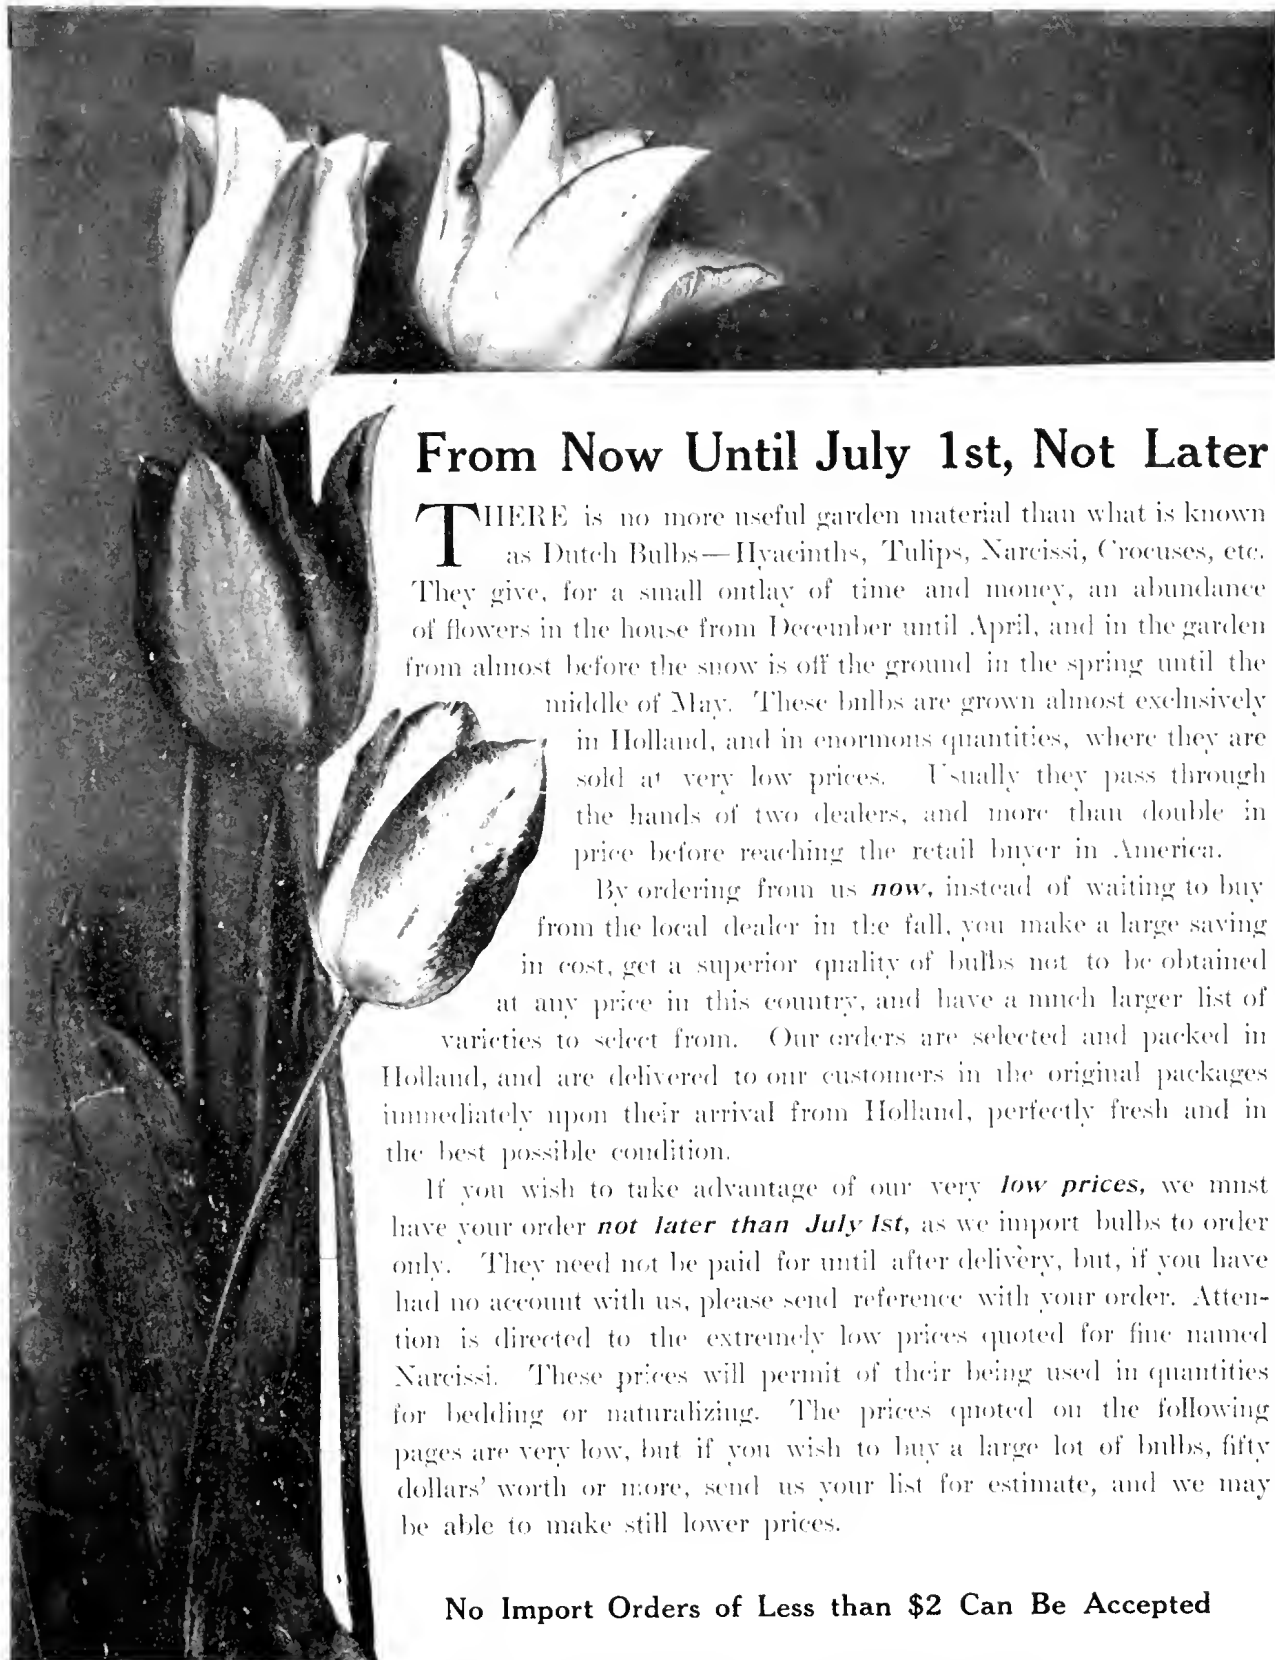 From Now Until July 1st, Not Later
THERE is no more useful garden material than what is known
as Dutch Bulbs—Hyacinths, Tulips, Narcissi, Crocuses, etc.
They give, for a small outlay of time and money, an abundance
of flowers in the house from December until April, and in the garden
from almost before the snow is off the ground in the spring until the
middle of May. These bulbs are grown almost exclusively
in Holland, and in enormous quantities, where they are
sold at very low prices. Usually they pass through
the hands of two dealers, and more than double in
price before reaching the retail buyer in America.
By ordering from us now, instead of waiting to buy
from the local dealer in the fall, you make a large saving
in cost, get a superior quality of bulbs not to be obtained
at any price in this country, and have a much larger list of
varieties to select from. Our orders are selected and packed in
Holland, and are delivered to our customers in the original packages
immediately upon their arrival from Holland, perfectly fresh and in
the best possible condition.
If you wish to take advantage of our very low prices, we must
have your order not later than July 1st, as we import bulbs to order
only. They need not be paid for until after delivery, but, if you have
had no account with us, please send reference with your order. Atten-
tion is directed to the extremely low prices quoted for fine named
Narcissi. These prices will permit of their being used in quantities
for bedding or naturalizing. The prices quoted on the following
pages are very low, but if you wish to buy a large lot of bulbs, fifty
dollars' worth or more, send us your list for estimate, and we may
be able to make still lower prices.
No Import Orders of Less than $2 Can Be Accepted